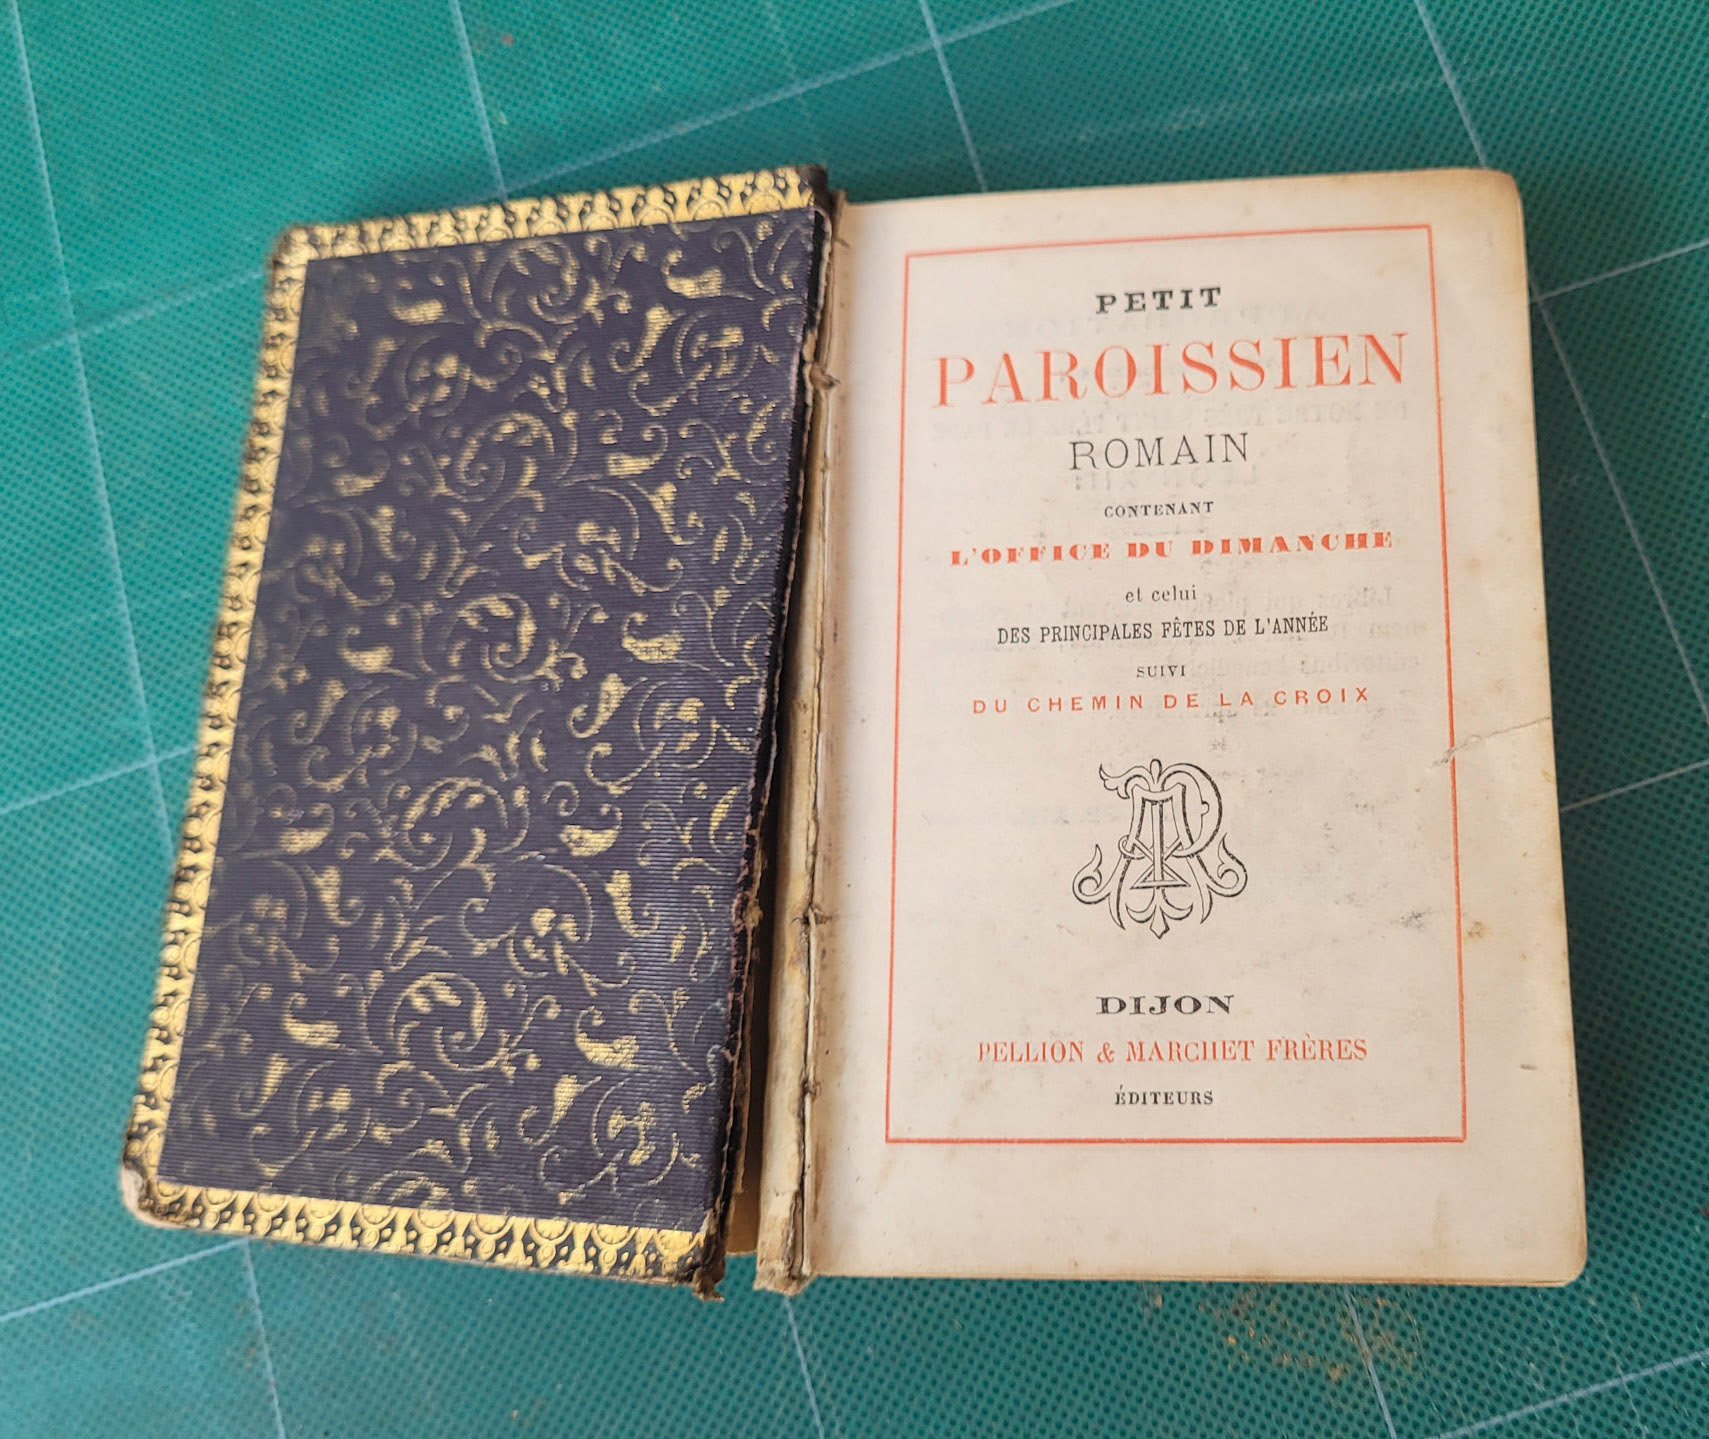 PETIT
PAROISSIEN
ROMAIN
CONTENANT
L'OFFICE DU DIMANCHE
et celui
DES PRINCIPALES FÊTES DE L'ANNÉE
SUIVI
DU CHEMIN DE LA CROIX
DIJON
PELLION & MARCHET FRÈRES
ÉDITEURS